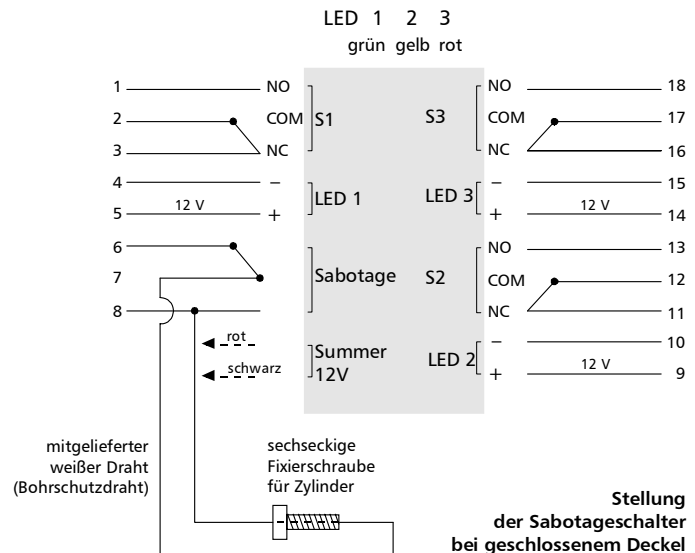 LED 1 2 3
grün gelb rot
1 NO
2 COM S1
3 NC
4 −
5 12 V + LED 1
6
7 Sabotage
8
rot
schwarz
Summer
12V
NO 18
S3 COM 17
NC 16
LED 3 − 15
+ 12 V 14
NO 13
S2 COM 12
NC 11
− 10
LED 2 + 12 V 9
mitgelieferter
weißer Draht
(Bohrschutzdraht)
sechseckige
Fixierschraube
für Zylinder
Stellung
der Sabotageschalter
bei geschlossenem Deckel